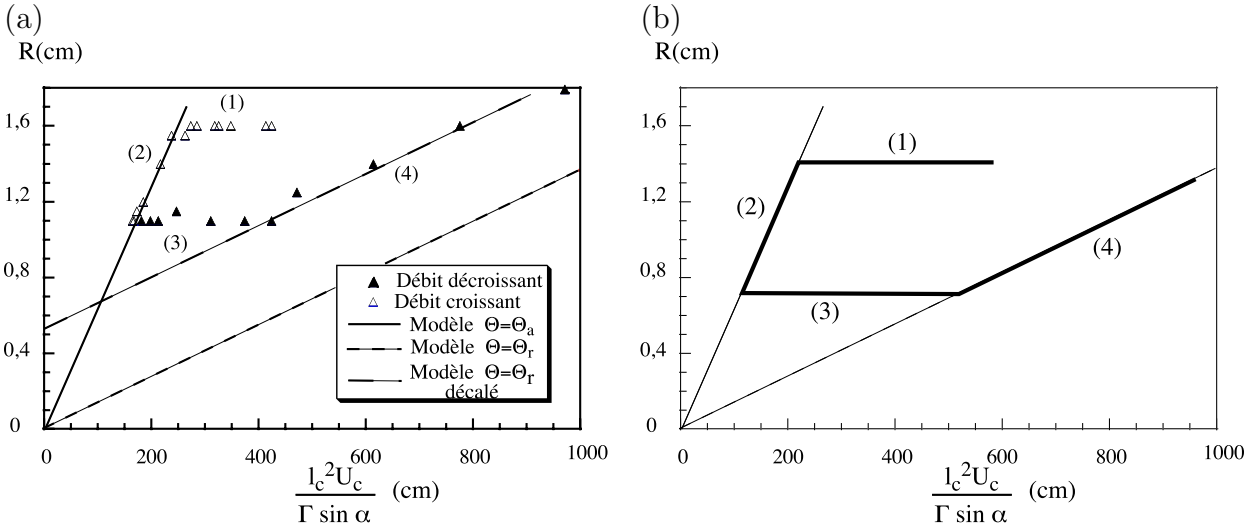 (a)
R(cm)
1,6
1,2
0,8
0,4
0
0
200
400
600
800
1000
(1)
(2)
(3)
(4)
Débit décroissant
Débit croissant
Modèle Θ=Θa
Modèle Θ=Θr
Modèle Θ=Θr
décalé
lc²Uc
Γ sin α
(cm)
(b)
R(cm)
1,6
1,2
0,8
0,4
0
0
200
400
600
800
1000
(1)
(2)
(3)
(4)
lc²Uc
Γ sin α
(cm)